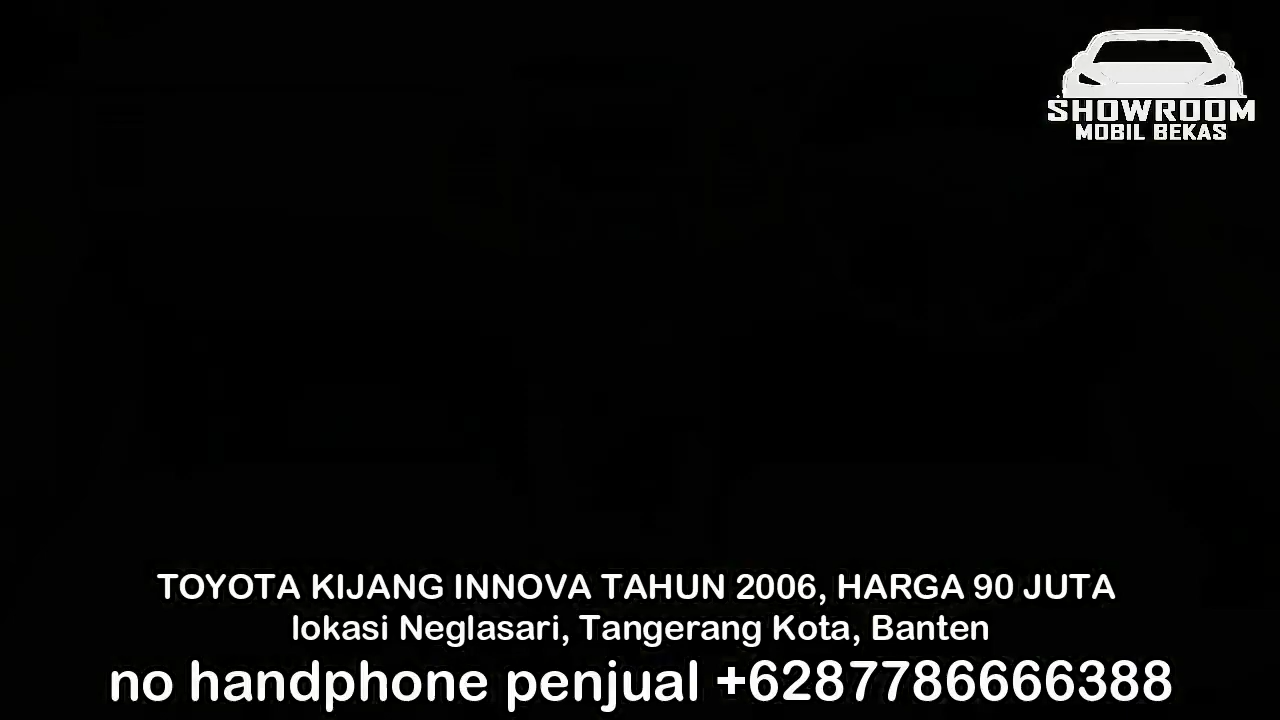 SHOWROOM
MOBIL BEKAS
TOYOTA KIJANG INNOVA TAHUN 2006, HARGA 90 JUTA
lokasi Neglasari, Tangerang Kota, Banten
no handphone penjual +6287786666388